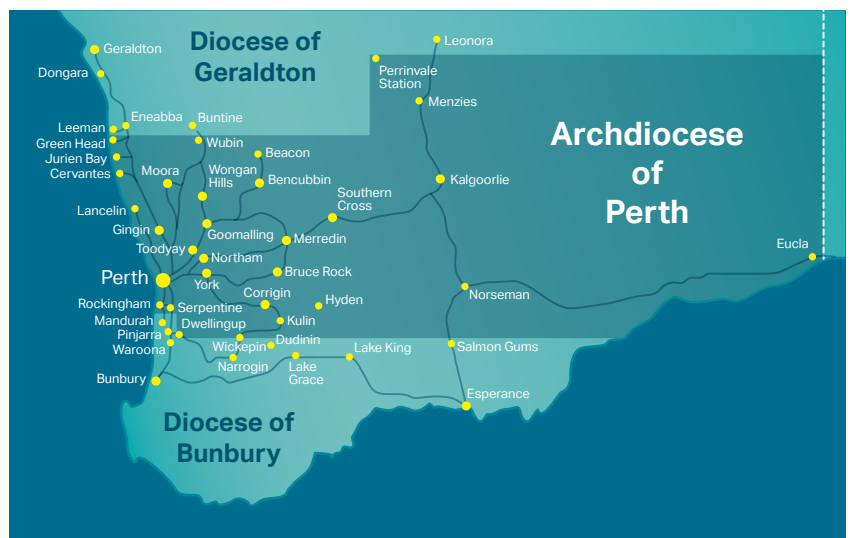 Diocese of
Geraldton
Geraldton
Leonora
Dongara
Perrinvale
Station
Menzies
Eneabba
Buntine
Leeman
Green Head
Wubin
Archdiocese
of
Perth
Jurien Bay
Beacon
Cervantes
Moora
Wongan
Hills
Bencubbin
Kalgoorlie
Southern
Cross
Lancelin
Gingin
Goomalling
Merredin
Toodyay
Northam
Eucla
Perth
York
Bruce Rock
Norseman
Corrigin
Hyden
Rockingham
Serpentine
Mandurah
Dwellingup
Kulin
Pinjarra
Wickepin
Dudinin
Waroona
Lake King
Salmon Gums
Narrogin
Lake
Grace
Bunbury
Esperance
Diocese of
Bunbury